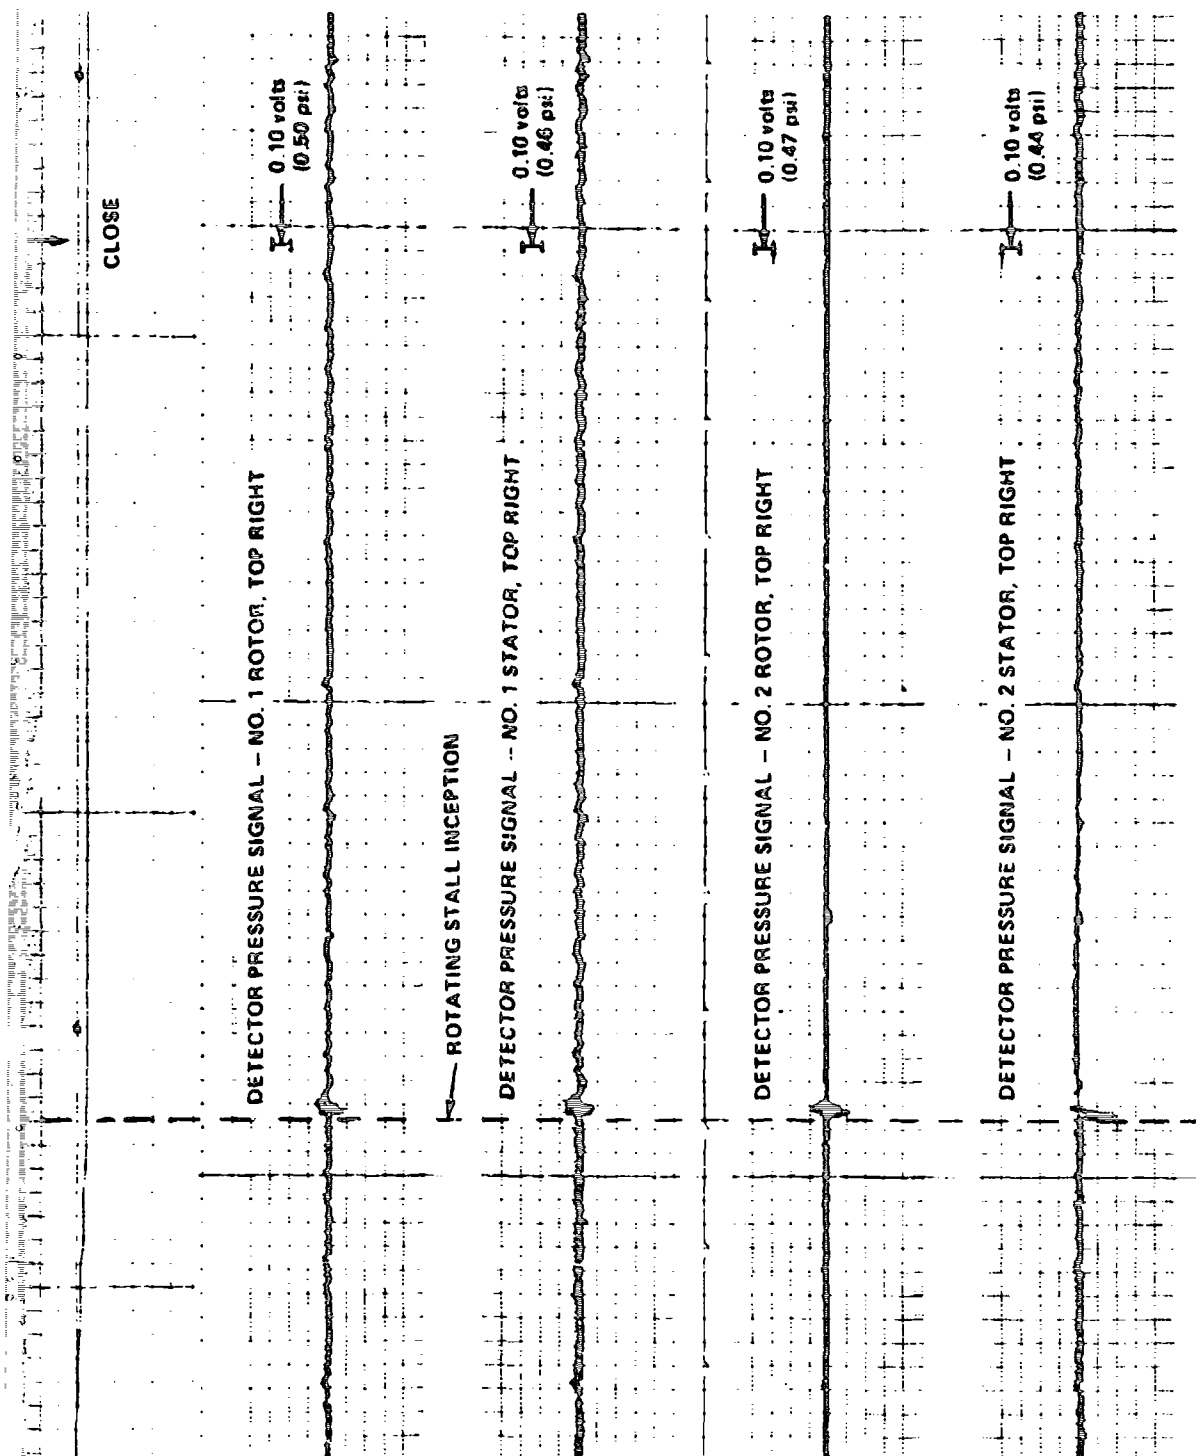 CLOSE
DETECTOR PRESSURE SIGNAL – NO. 1 ROTOR, TOP RIGHT
0.10 volts
(0.50 psi)
ROTATING STALL INCEPTION
DETECTOR PRESSURE SIGNAL – NO. 1 STATOR, TOP RIGHT
0.10 volts
(0.46 psi)
DETECTOR PRESSURE SIGNAL – NO. 2 ROTOR, TOP RIGHT
0.10 volts
(0.47 psi)
DETECTOR PRESSURE SIGNAL – NO. 2 STATOR, TOP RIGHT
0.10 volts
(0.44 psi)